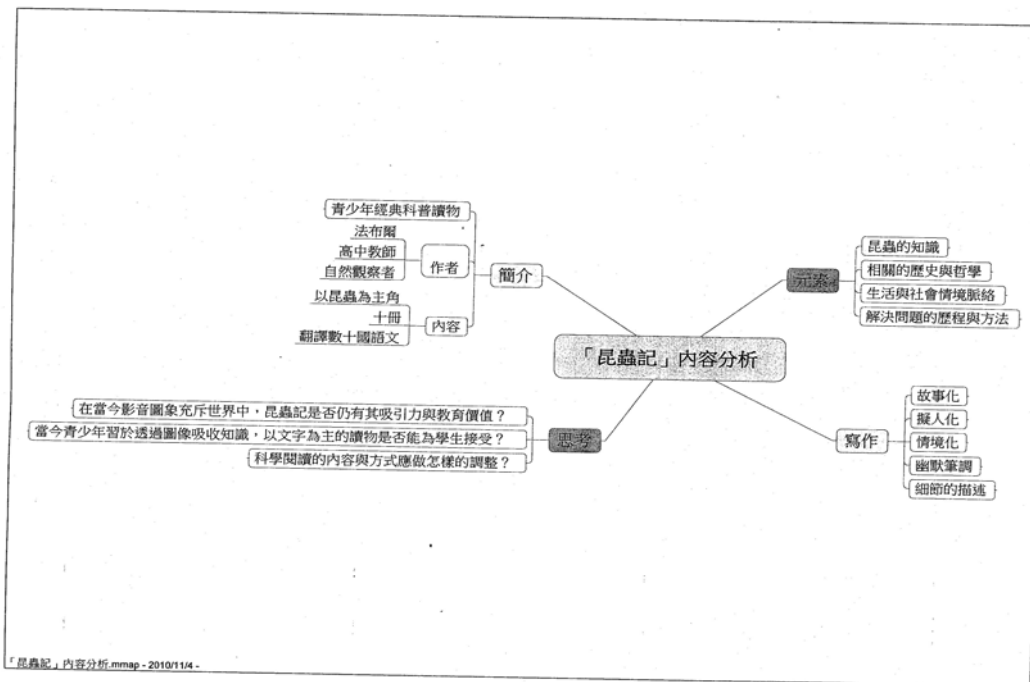 青少年經典科普讀物
法布爾
高中教師
自然觀察者
作者
簡介
以昆蟲為主角
十冊
翻譯數十國語文
內容
元素
昆蟲的知識
相關的歷史與哲學
生活與社會情境脈絡
解決問題的歷程與方法
「昆蟲記」內容分析
在當今影音圖象充斥世界中，昆蟲記是否仍有其吸引力與教育價值？
當今青少年習於透過圖像吸收知識，以文字為主的讀物是否能為學生接受？
科學閱讀的內容與方式應做怎樣的調整？
思考
寫作
故事化
擬人化
情境化
幽默筆調
細節的描述
「昆蟲記」內容分析.mmap - 2010/11/4 -